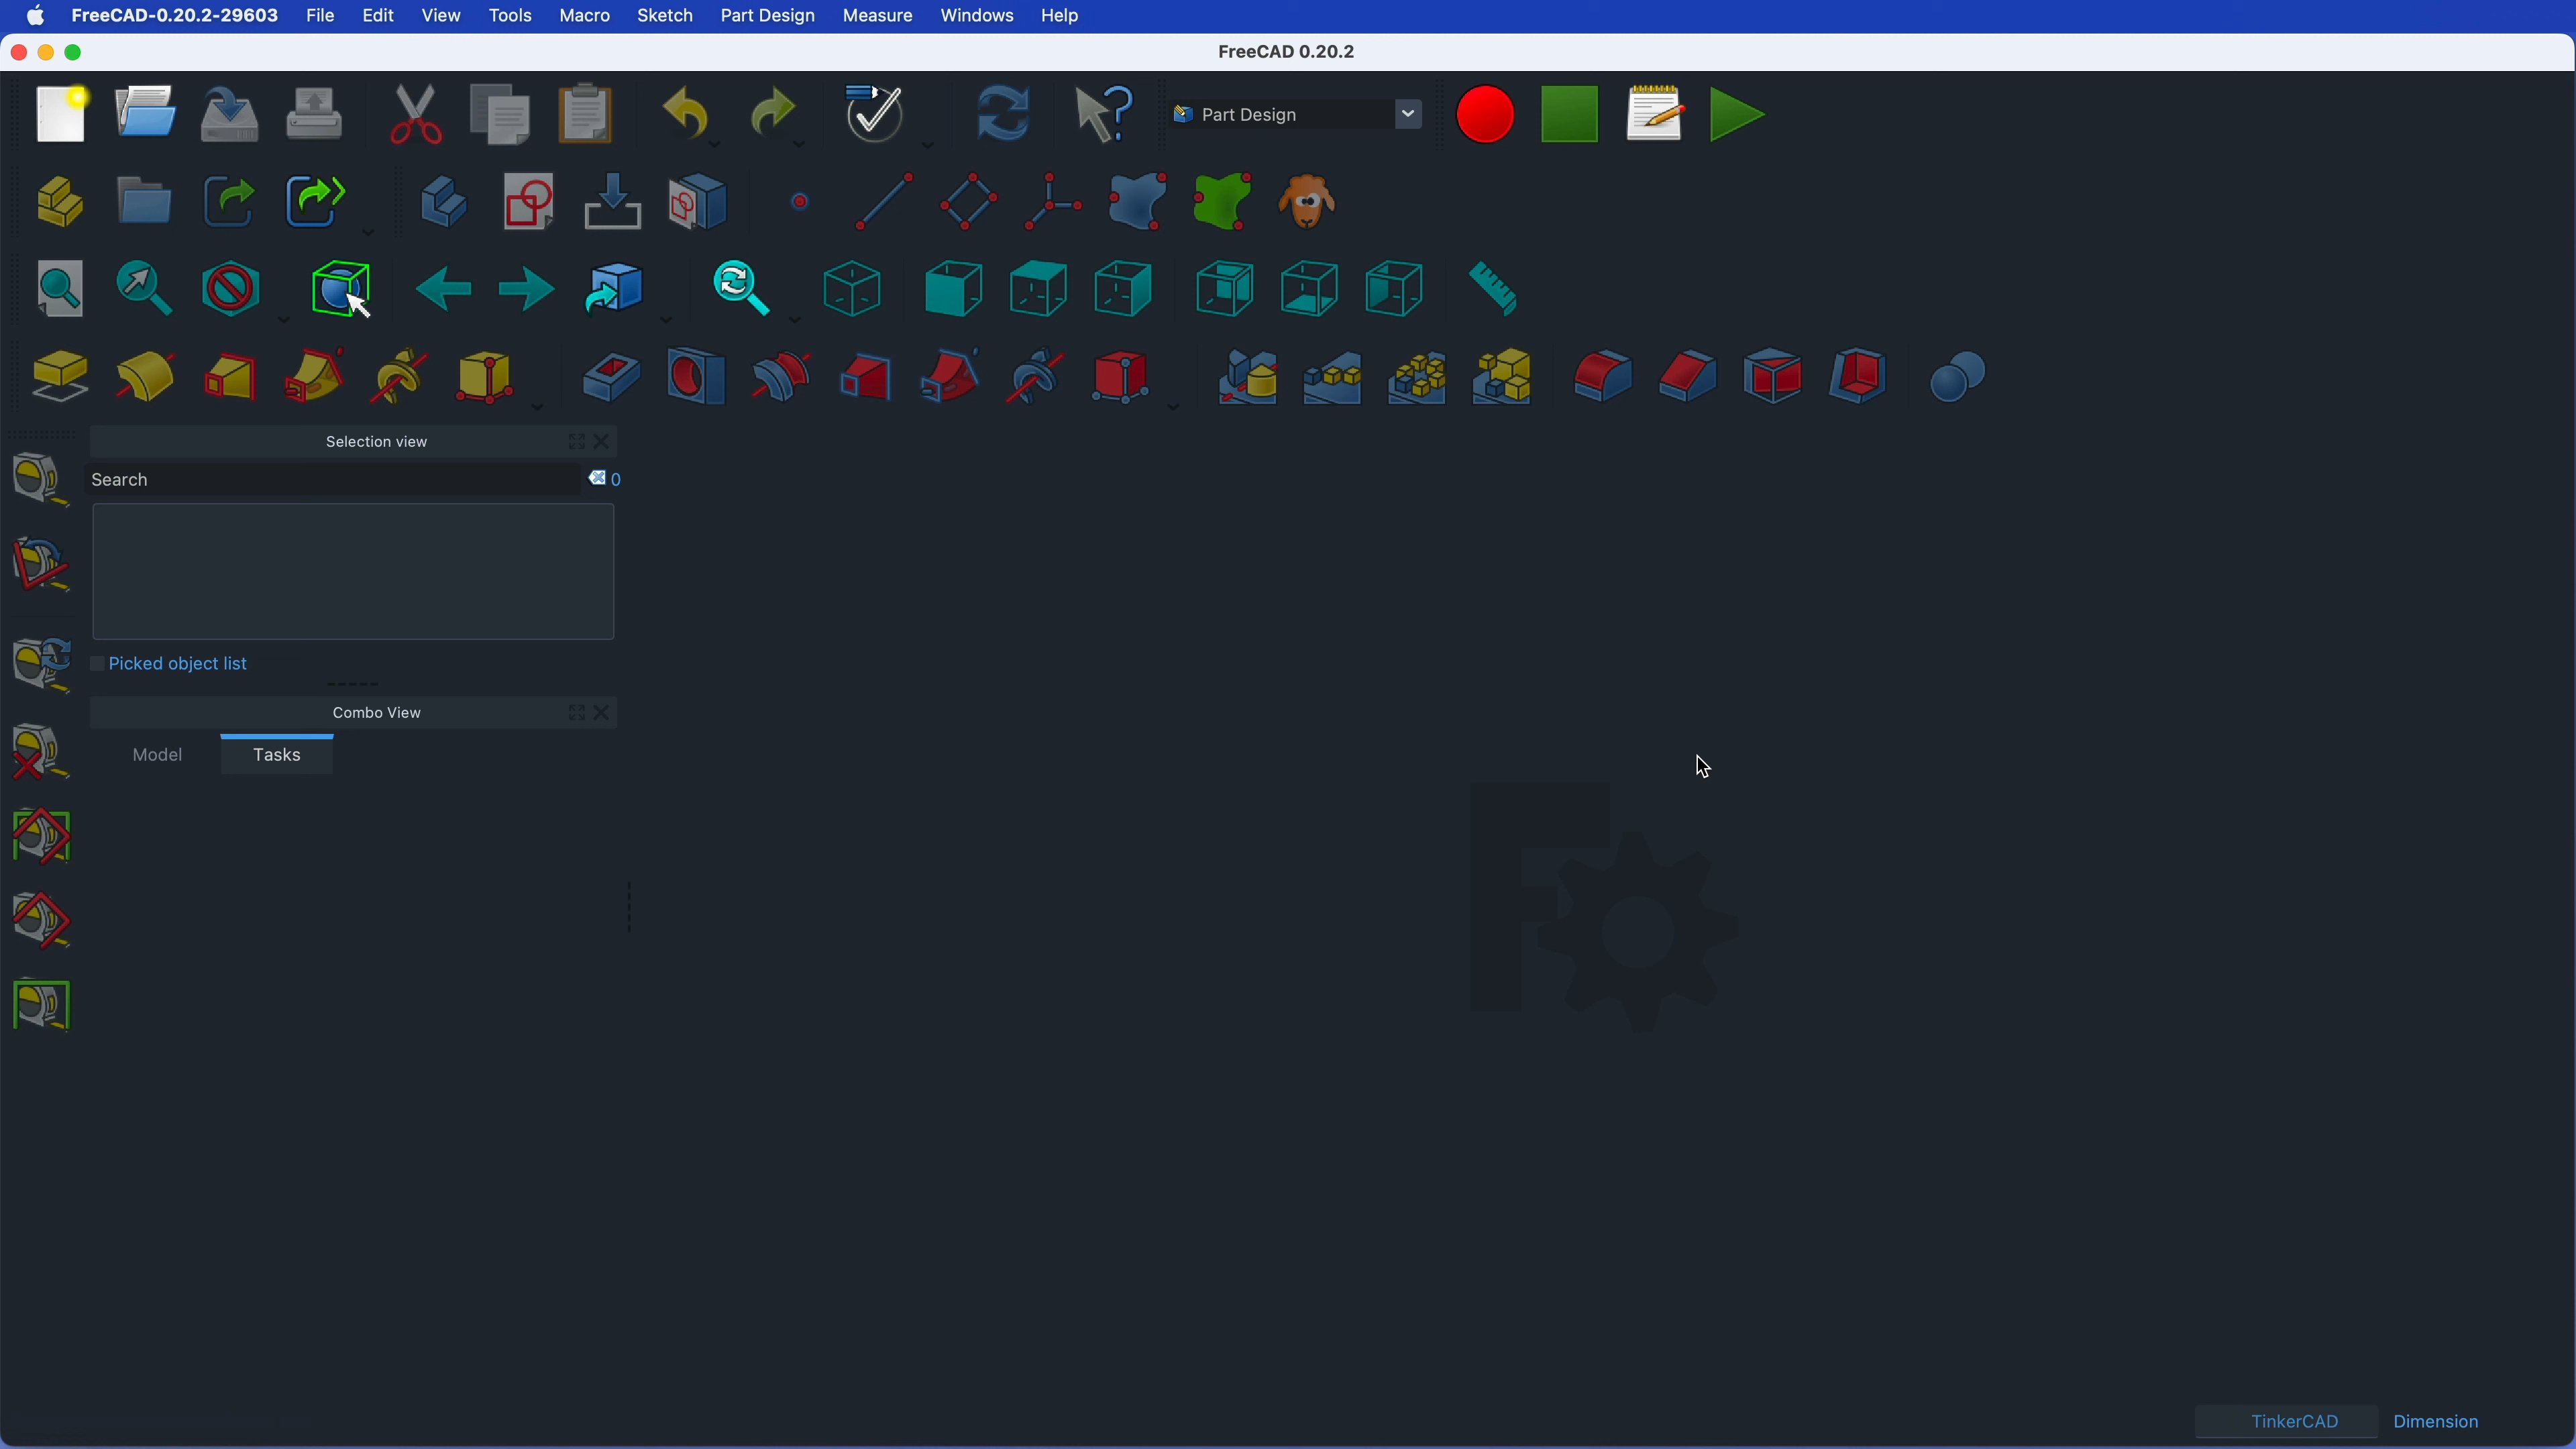 FreeCAD-0.20.2-29603 File Edit View Tools Macro Sketch Part Design Measure Windows Help
FreeCAD 0.20.2
Part Design
Selection view
Search 0
Picked object list
Combo View
Model Tasks
TinkerCAD Dimension